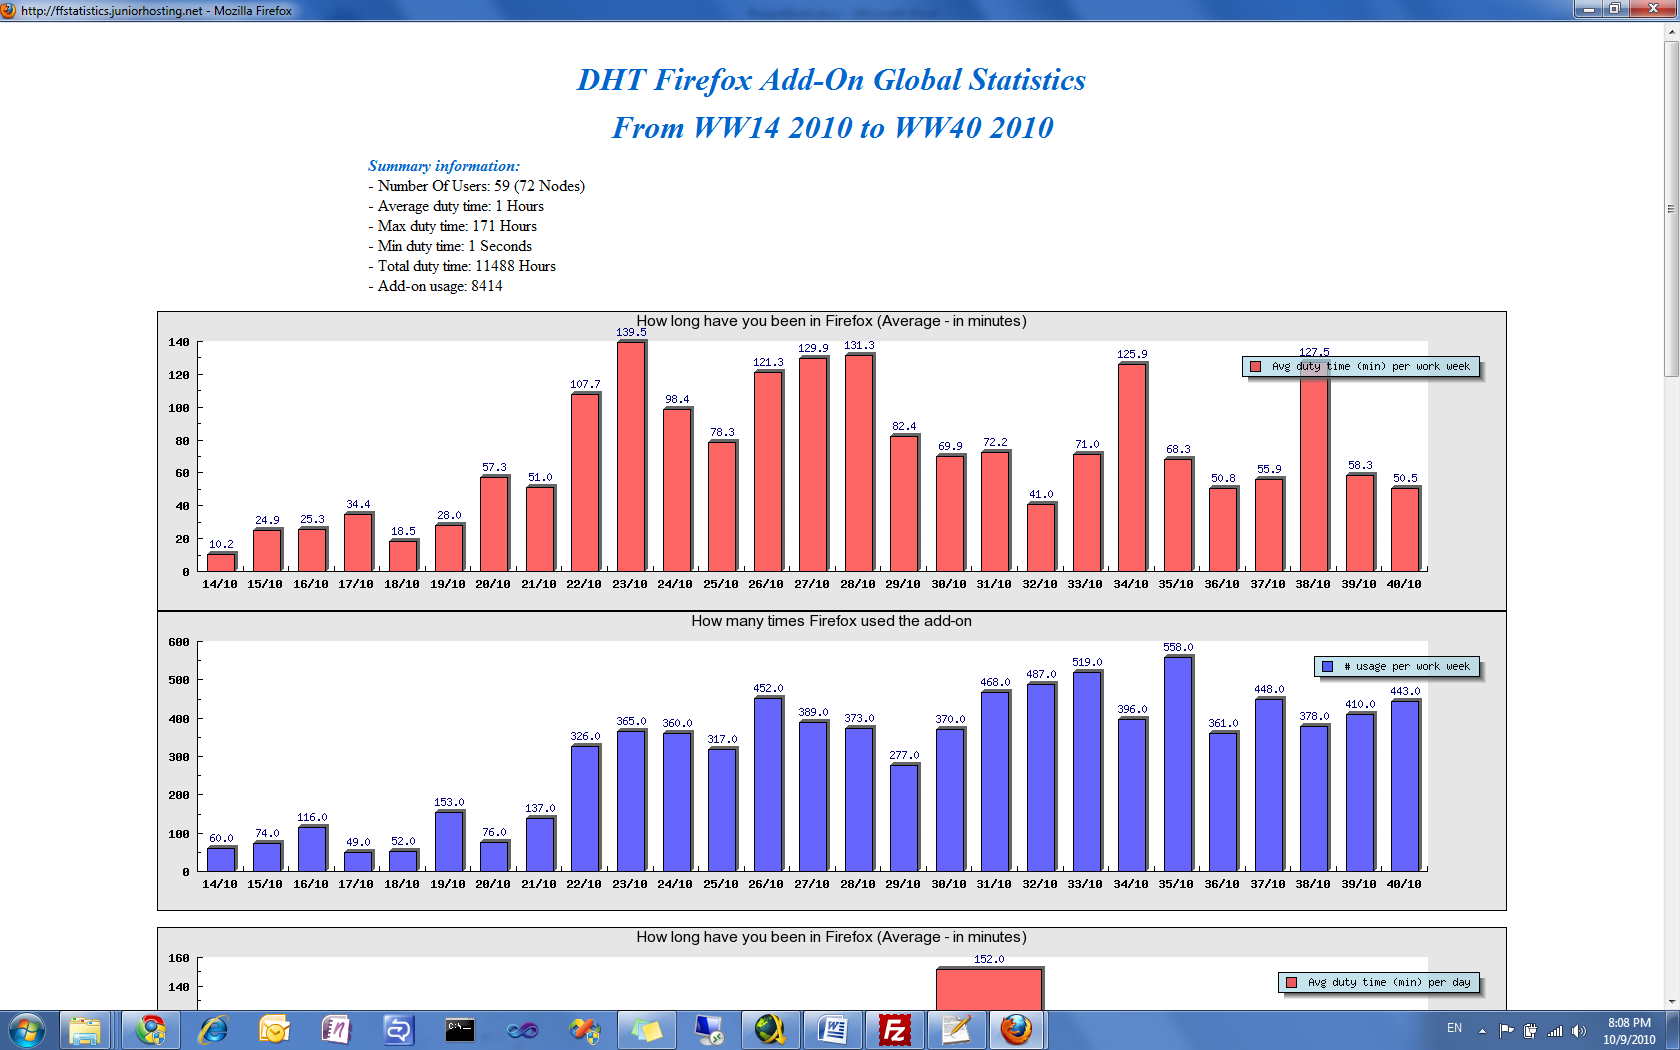 http://ffstatistics.juniorhosting.net - Mozilla Firefox
DHT Firefox Add-On Global Statistics
From WW14 2010 to WW40 2010
Summary information:
- Number Of Users: 59 (72 Nodes)
- Average duty time: 1 Hours
- Max duty time: 171 Hours
- Min duty time: 1 Seconds
- Total duty time: 11488 Hours
- Add-on usage: 8414
How long have you been in Firefox (Average - in minutes)
Avg duty time (min) per work week
140
120
100
80
60
40
20
0
10.2 24.9 25.3 34.4 18.5 28.0 57.3 51.0 107.7 139.5 98.4 78.3 121.3 129.9 131.3 82.4 69.9 72.2 41.0 71.0 125.9 68.3 50.8 55.9 127.5 58.3 50.5
14/10 15/10 16/10 17/10 18/10 19/10 20/10 21/10 22/10 23/10 24/10 25/10 26/10 27/10 28/10 29/10 30/10 31/10 32/10 33/10 34/10 35/10 36/10 37/10 38/10 39/10 40/10
How many times Firefox used the add-on
# usage per work week
600
500
400
300
200
100
0
60.0 74.0 116.0 49.0 52.0 153.0 76.0 137.0 326.0 365.0 360.0 317.0 452.0 389.0 373.0 277.0 370.0 468.0 487.0 519.0 396.0 558.0 361.0 448.0 378.0 410.0 443.0
14/10 15/10 16/10 17/10 18/10 19/10 20/10 21/10 22/10 23/10 24/10 25/10 26/10 27/10 28/10 29/10 30/10 31/10 32/10 33/10 34/10 35/10 36/10 37/10 38/10 39/10 40/10
How long have you been in Firefox (Average - in minutes)
160
152.0
Avg duty time (min) per day
140
EN
8:08 PM
10/9/2010